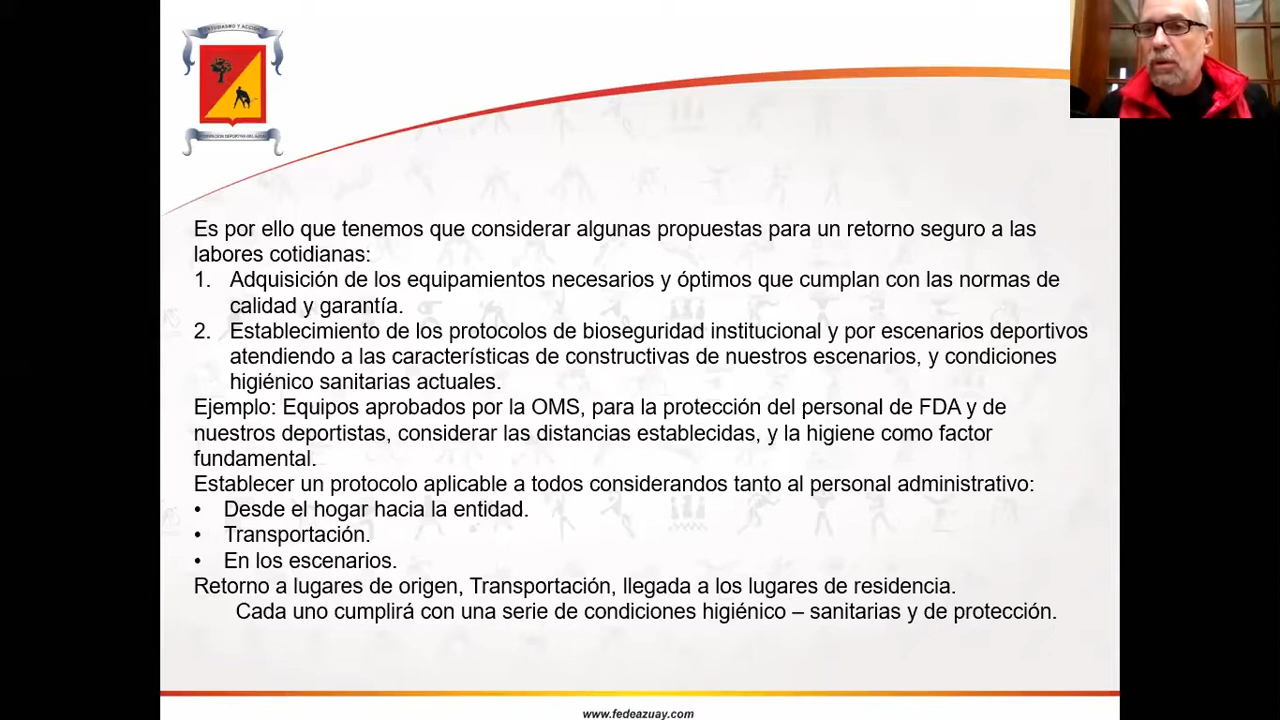 ENTUSIASMO Y ACCIÓN
FEDERACIÓN DEPORTIVA DEL AZUAY
Es por ello que tenemos que considerar algunas propuestas para un retorno seguro a las
labores cotidianas:
1. Adquisición de los equipamientos necesarios y óptimos que cumplan con las normas de
calidad y garantía.
2. Establecimiento de los protocolos de bioseguridad institucional y por escenarios deportivos
atendiendo a las características de constructivas de nuestros escenarios, y condiciones
higiénico sanitarias actuales.
Ejemplo: Equipos aprobados por la OMS, para la protección del personal de FDA y de
nuestros deportistas, considerar las distancias establecidas, y la higiene como factor
fundamental.
Establecer un protocolo aplicable a todos considerandos tanto al personal administrativo:
• Desde el hogar hacia la entidad.
• Transportación.
• En los escenarios.
Retorno a lugares de origen, Transportación, llegada a los lugares de residencia.
Cada uno cumplirá con una serie de condiciones higiénico – sanitarias y de protección.
www.fedeazuay.com